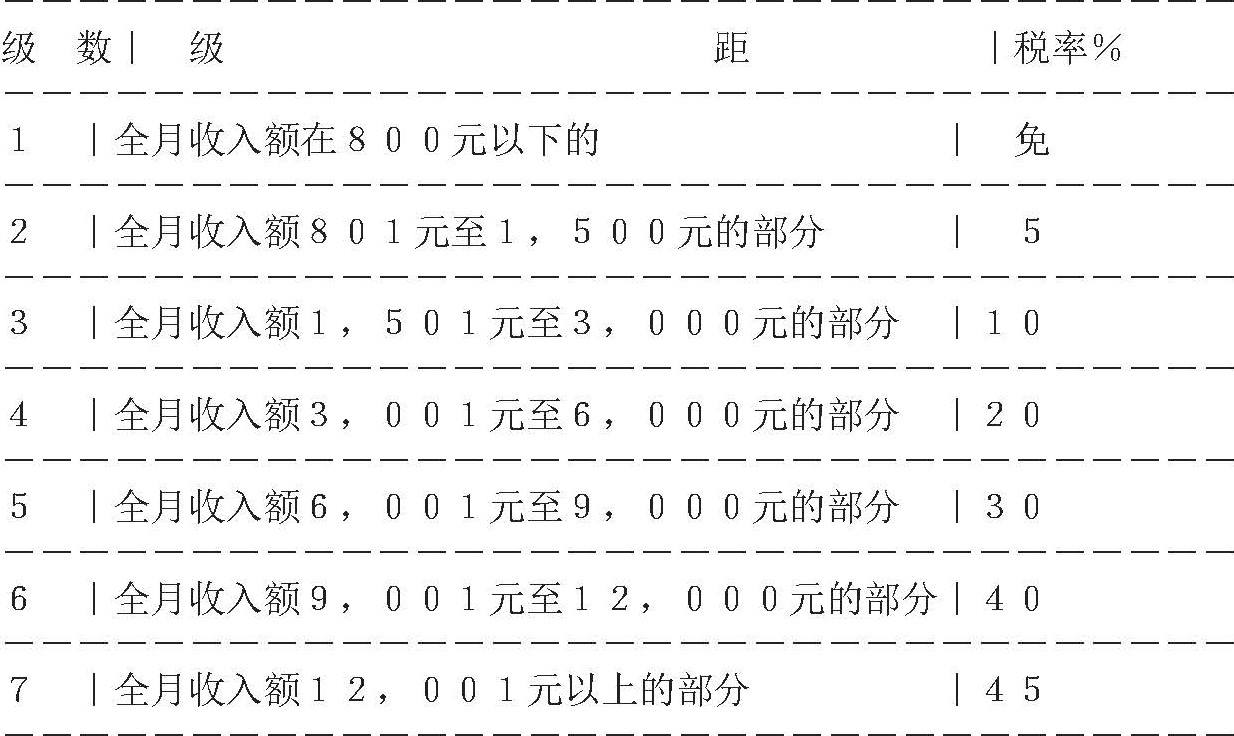 级 数| 级 距 |税率%
1 |全月收入额在800元以下的 | 免
2 |全月收入额801元至1,500元的部分 | 5
3 |全月收入额1,501元至3,000元的部分 |10
4 |全月收入额3,001元至6,000元的部分 |20
5 |全月收入额6,001元至9,000元的部分 |30
6 |全月收入额9,001元至12,000元的部分|40
7 |全月收入额12,001元以上的部分 |45